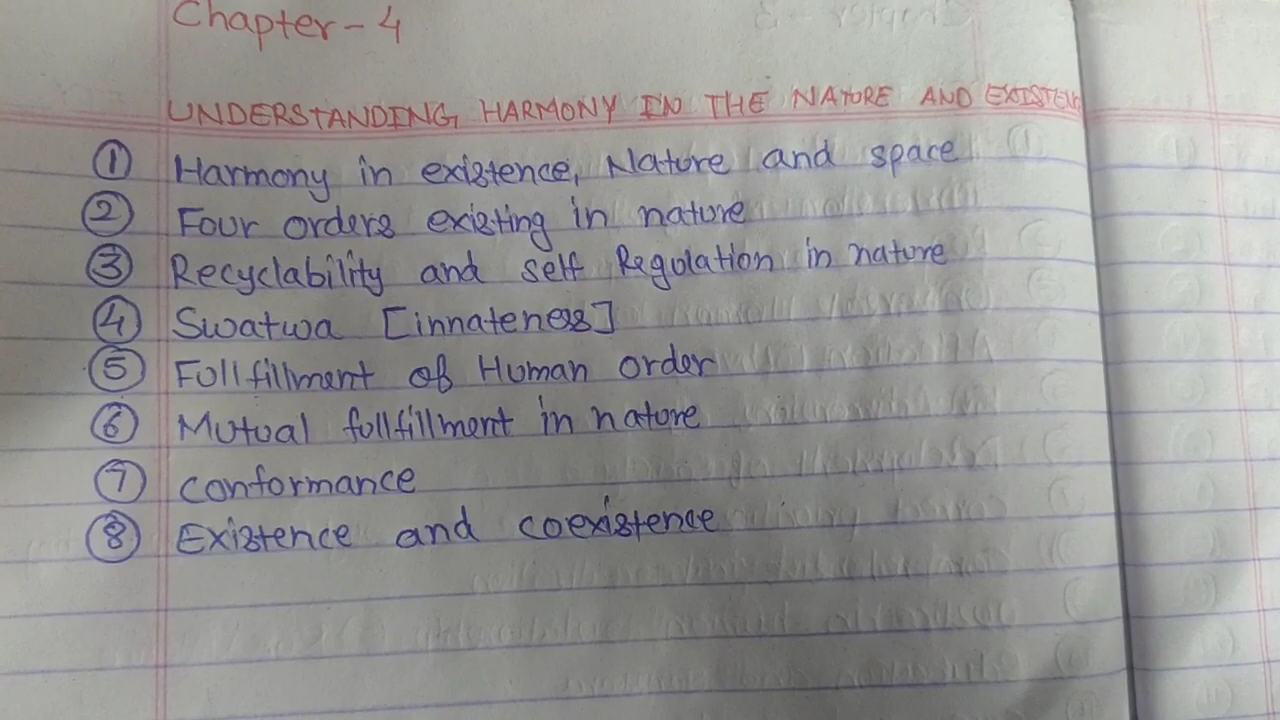 Chapter - 4
UNDERSTANDING HARMONY IN THE NATURE AND EXISTENC
① Harmony in existence, Nature and space
② Four orders existing in nature
③ Recyclability and self Regulation in nature
④ Swatwa [innateness]
⑤ Fullfillment of Human order
⑥ Mutual fullfillment in nature
⑦ Conformance
⑧ Existence and coexistence